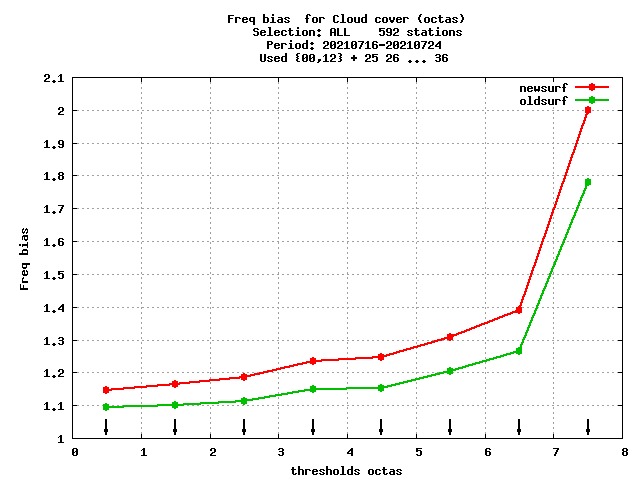 Freq bias  for Cloud cover (octas)
Selection: ALL    592 stations
Period: 20210716-20210724
Used {00,12} + 25 26 ... 36
newsurf
oldsurf
2.1
2
1.9
1.8
1.7
1.6
1.5
1.4
1.3
1.2
1.1
1
Freq bias
0 1 2 3 4 5 6 7 8
thresholds octas